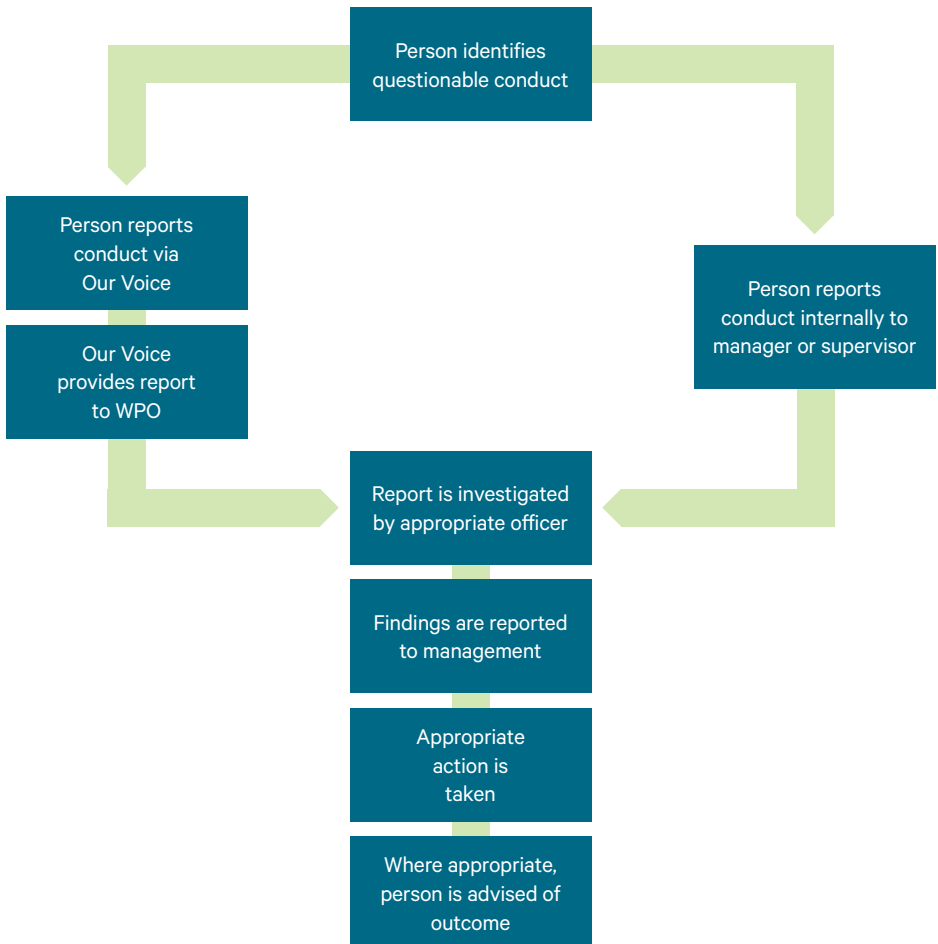 Person identifies
questionable conduct
Person reports
conduct via
Our Voice
Our Voice
provides report
to WPO
Person reports
conduct internally to
manager or supervisor
Report is investigated
by appropriate officer
Findings are reported
to management
Appropriate
action is
taken
Where appropriate,
person is advised of
outcome